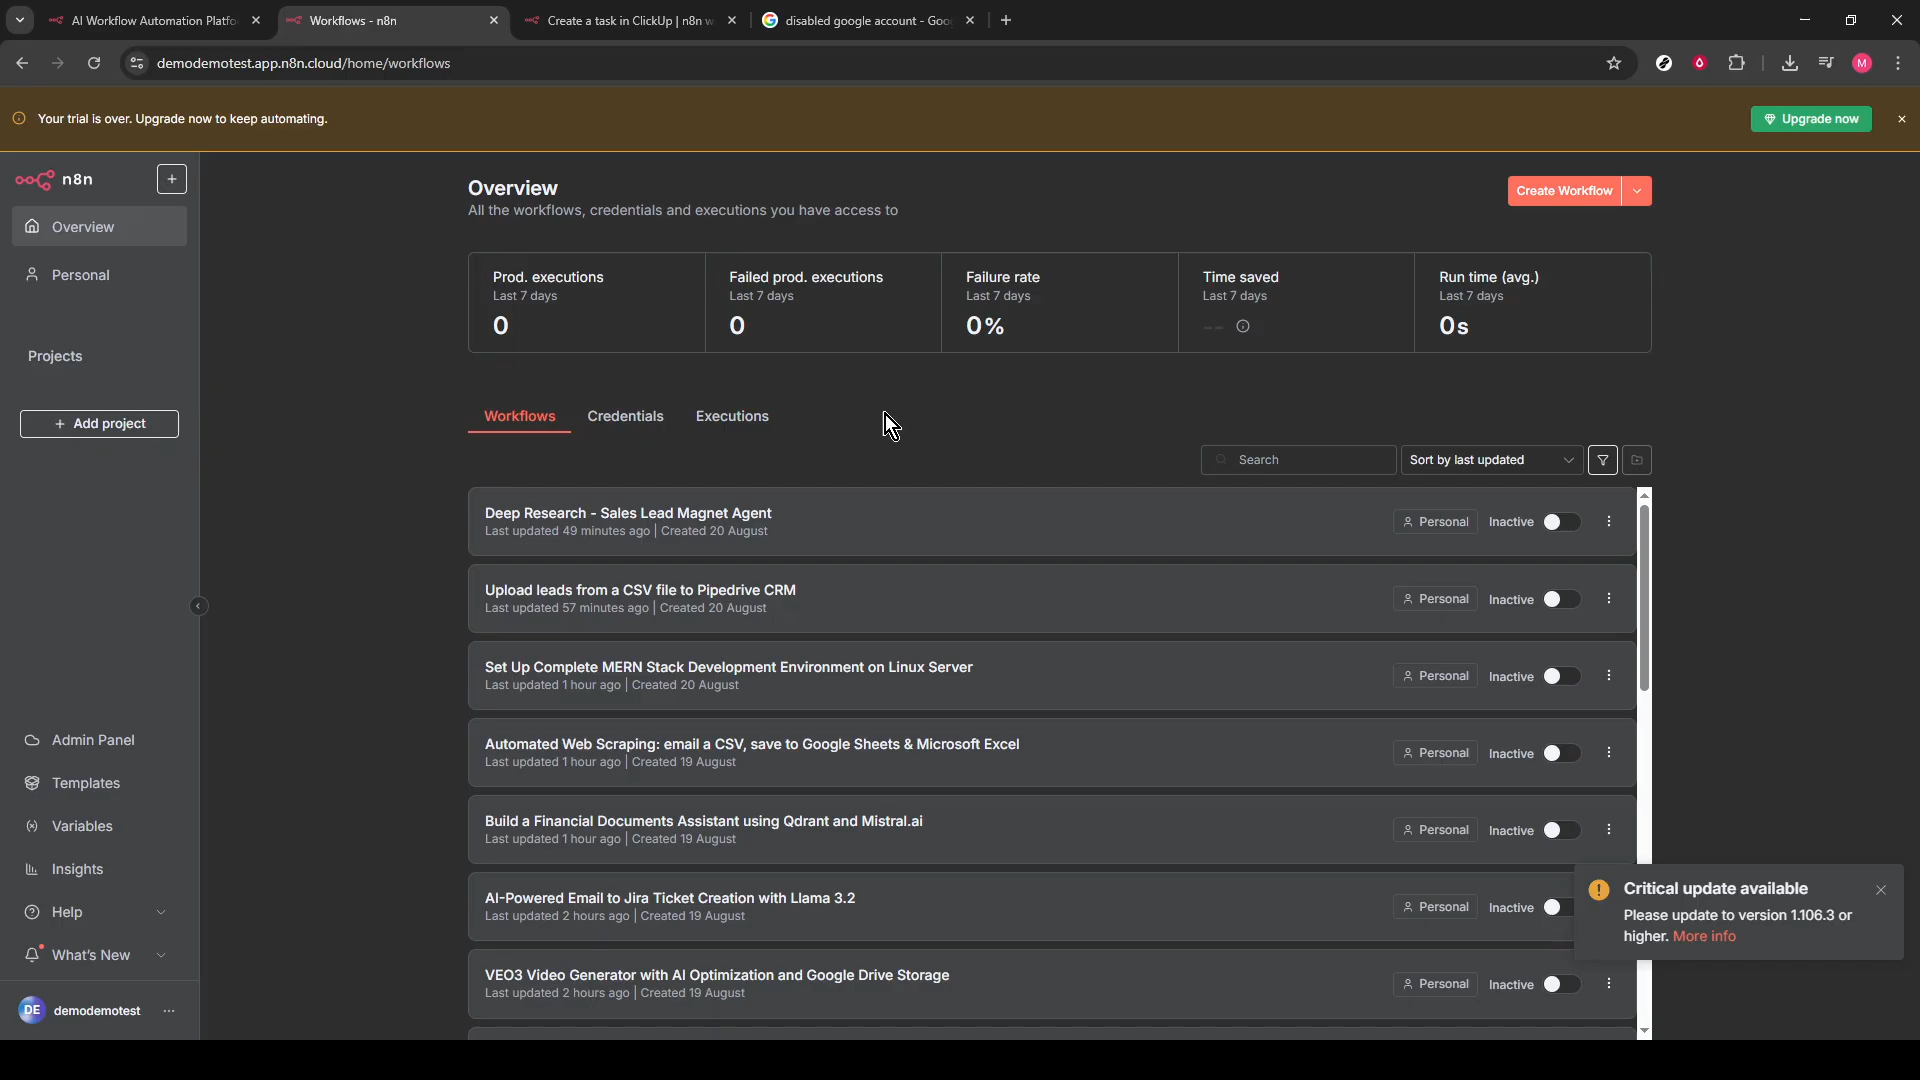 AI Workflow Automation Platfo
Workflows - n8n
Create a task in ClickUp | n8n w
disabled google account - Goo
demodemotest.app.n8n.cloud/home/workflows
M
Your trial is over. Upgrade now to keep automating.
Upgrade now
n8n
Overview
Personal
Projects
Add project
Admin Panel
Templates
Variables
Insights
Help
What's New
DE demodemotest
Overview
All the workflows, credentials and executions you have access to
Create Workflow
Prod. executions
Last 7 days
0
Failed prod. executions
Last 7 days
0
Failure rate
Last 7 days
0%
Time saved
Last 7 days
--
Run time (avg.)
Last 7 days
0s
Workflows Credentials Executions
Search
Sort by last updated
Deep Research - Sales Lead Magnet Agent
Last updated 49 minutes ago | Created 20 August
Personal Inactive
Upload leads from a CSV file to Pipedrive CRM
Last updated 57 minutes ago | Created 20 August
Personal Inactive
Set Up Complete MERN Stack Development Environment on Linux Server
Last updated 1 hour ago | Created 20 August
Personal Inactive
Automated Web Scraping: email a CSV, save to Google Sheets & Microsoft Excel
Last updated 1 hour ago | Created 19 August
Personal Inactive
Build a Financial Documents Assistant using Qdrant and Mistral.ai
Last updated 1 hour ago | Created 19 August
Personal Inactive
AI-Powered Email to Jira Ticket Creation with Llama 3.2
Last updated 2 hours ago | Created 19 August
Personal Inactive
VEO3 Video Generator with AI Optimization and Google Drive Storage
Last updated 2 hours ago | Created 19 August
Personal Inactive
Critical update available
Please update to version 1.106.3 or
higher. More info